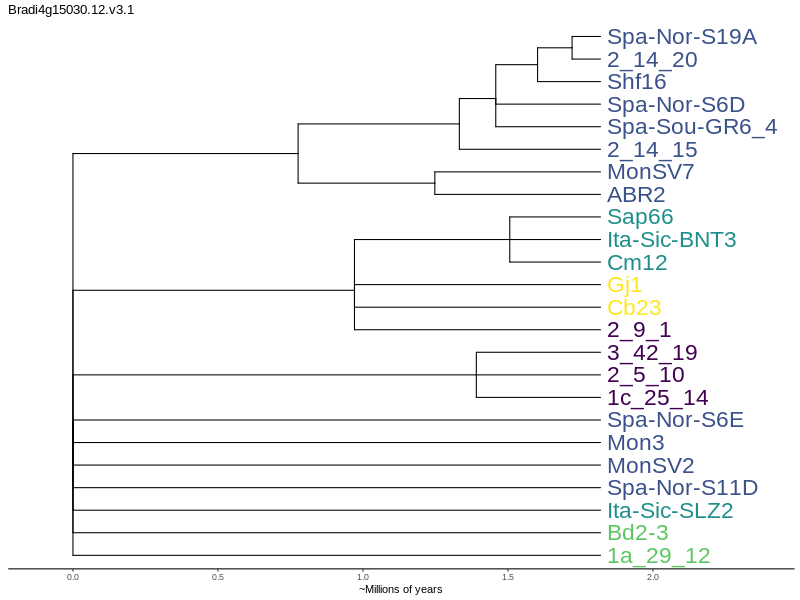 Bradi4g15030.12.v3.1
Spa-Nor-S19A
2_14_20
Shf16
Spa-Nor-S6D
Spa-Sou-GR6_4
2_14_15
MonSV7
ABR2
Sap66
Ita-Sic-BNT3
Cm12
Gj1
Cb23
2_9_1
3_42_19
2_5_10
1c_25_14
Spa-Nor-S6E
Mon3
MonSV2
Spa-Nor-S11D
Ita-Sic-SLZ2
Bd2-3
1a_29_12
0.0 0.5 1.0 1.5 2.0
~Millions of years